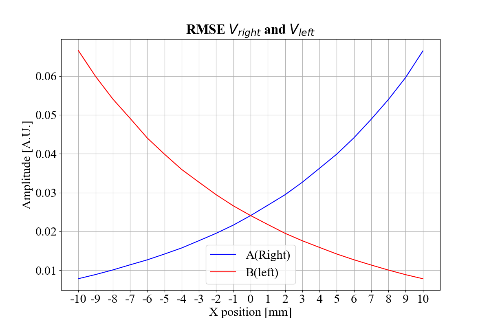 RMSE V_right and V_left
Amplitude [A.U.]
0.06
0.05
0.04
0.03
0.02
0.01
A(Right)
B(left)
-10 -9 -8 -7 -6 -5 -4 -3 -2 -1 0 1 2 3 4 5 6 7 8 9 10
X position [mm]